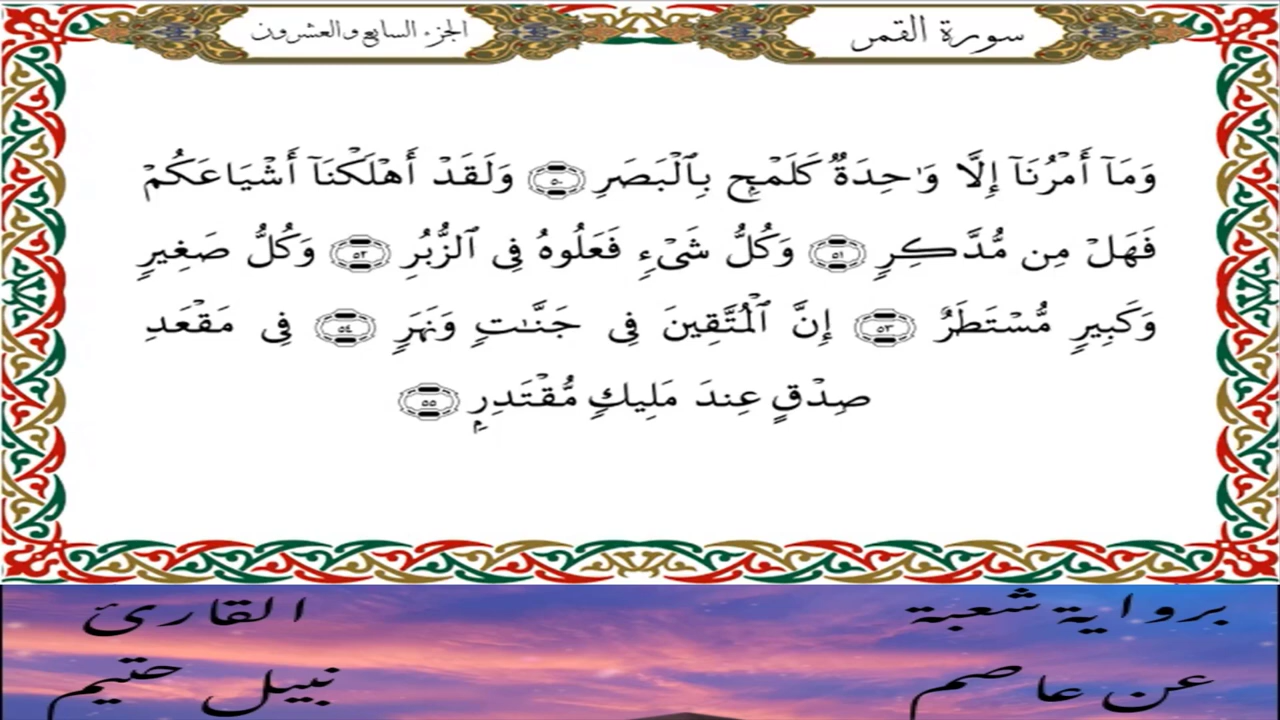 سورة القمر
الجزء السابع والعشرون
وَمَآ أَمْرُنَآ إِلَّا وَٰحِدَةٌ كَلَمْحٍۭ بِٱلْبَصَرِ ٥٠ وَلَقَدْ أَهْلَكْنَآ أَشْيَاعَكُمْ
فَهَلْ مِن مُّدَّكِرٍ ٥١ وَكُلُّ شَىْءٍ فَعَلُوهُ فِى ٱلزُّبُرِ ٥٢ وَكُلُّ صَغِيرٍ
وَكَبِيرٍ مُّسْتَطَرٌ ٥٣ إِنَّ ٱلْمُتَّقِينَ فِى جَنَّٰتٍ وَنَهَرٍ ٥٤ فِى مَقْعَدِ
صِدْقٍ عِندَ مَلِيكٍ مُّقْتَدِرٍۭ ٥٥
برواية شعبة
عن عاصم
القارئ
نبيل حتيم